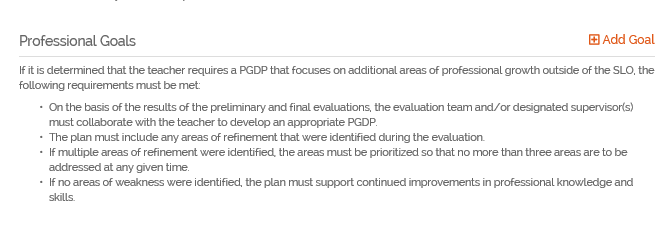 Professional Goals
Add Goal
If it is determined that the teacher requires a PGDP that focuses on additional areas of professional growth outside of the SLO, the
following requirements must be met:
• On the basis of the results of the preliminary and final evaluations, the evaluation team and/or designated supervisor(s)
must collaborate with the teacher to develop an appropriate PGDP.
• The plan must include any areas of refinement that were identified during the evaluation.
• If multiple areas of refinement were identified, the areas must be prioritized so that no more than three areas are to be
addressed at any given time.
• If no areas of weakness were identified, the plan must support continued improvements in professional knowledge and
skills.